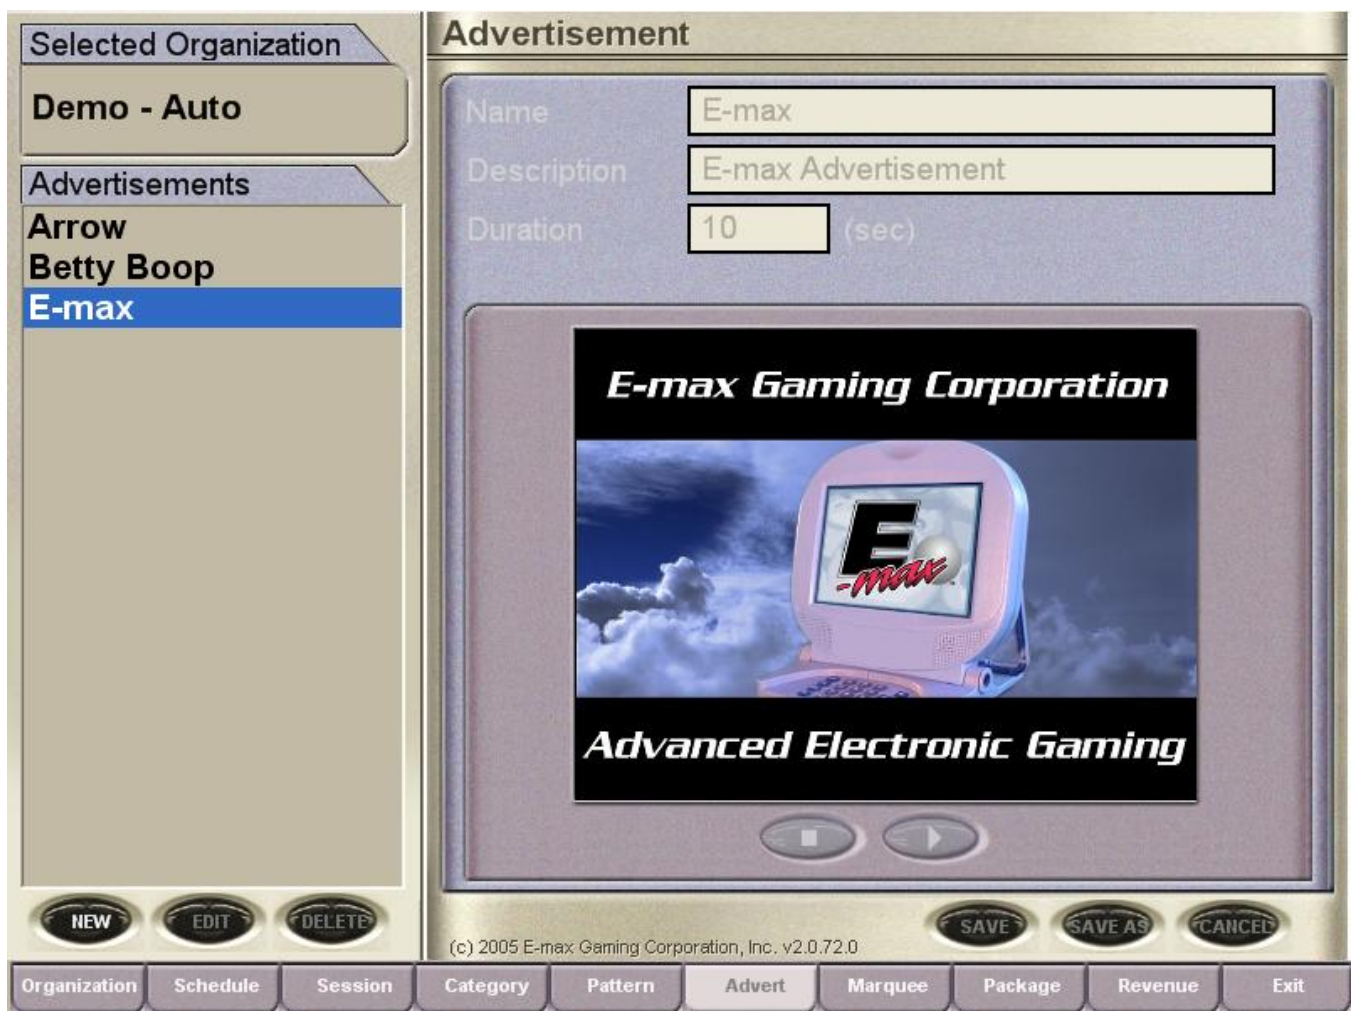 Selected Organization
Demo - Auto
Advertisements
Arrow
Betty Boop
E-max
NEW EDIT DELETE
Advertisement
Name E-max
Description E-max Advertisement
Duration 10 (sec)
E-max Gaming Corporation
E-max
Advanced Electronic Gaming
SAVE SAVE AS CANCEL
(c) 2005 E-max Gaming Corporation, Inc. v2.0.72.0
Organization Schedule Session Category Pattern Advert Marquee Package Revenue Exit